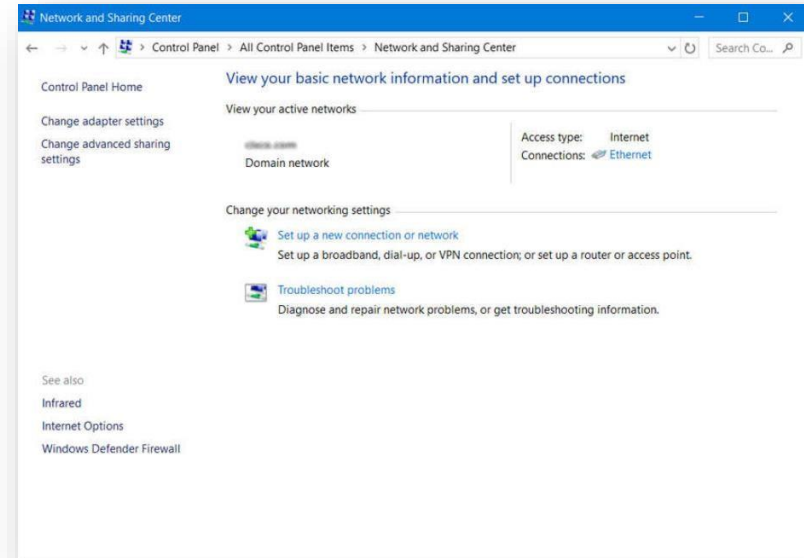 Network and Sharing Center
Control Panel > All Control Panel Items > Network and Sharing Center
Search Co...
Control Panel Home
Change adapter settings
Change advanced sharing
settings
View your basic network information and set up connections
View your active networks
Domain network
Access type: Internet
Connections: Ethernet
Change your networking settings
Set up a new connection or network
Set up a broadband, dial-up, or VPN connection; or set up a router or access point.
Troubleshoot problems
Diagnose and repair network problems, or get troubleshooting information.
See also
Infrared
Internet Options
Windows Defender Firewall